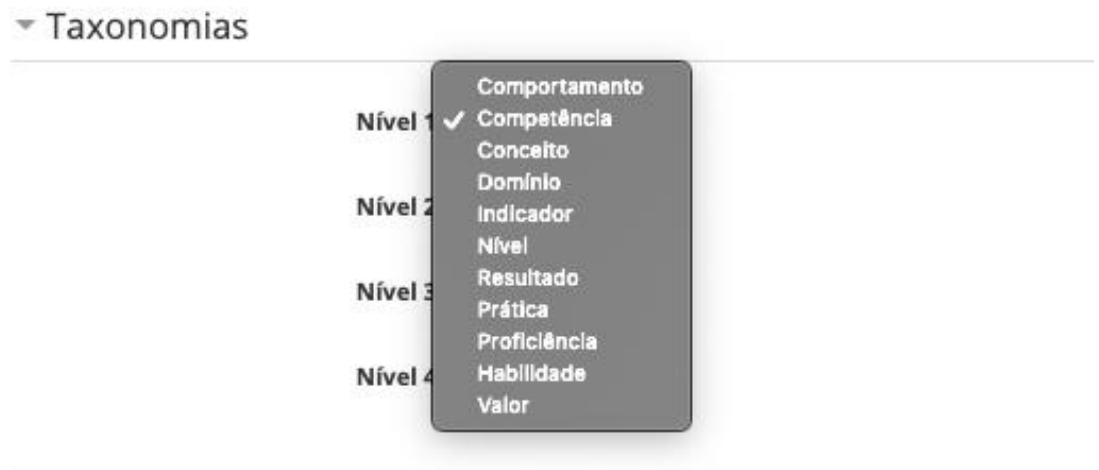 Taxonomias
Comportamento
Nível 1 ✓ Competência
Conceito
Domínio
Nível 2 Indicador
Nível
Nível 3 Resultado
Prática
Proficiência
Nível 4 Habilidade
Valor